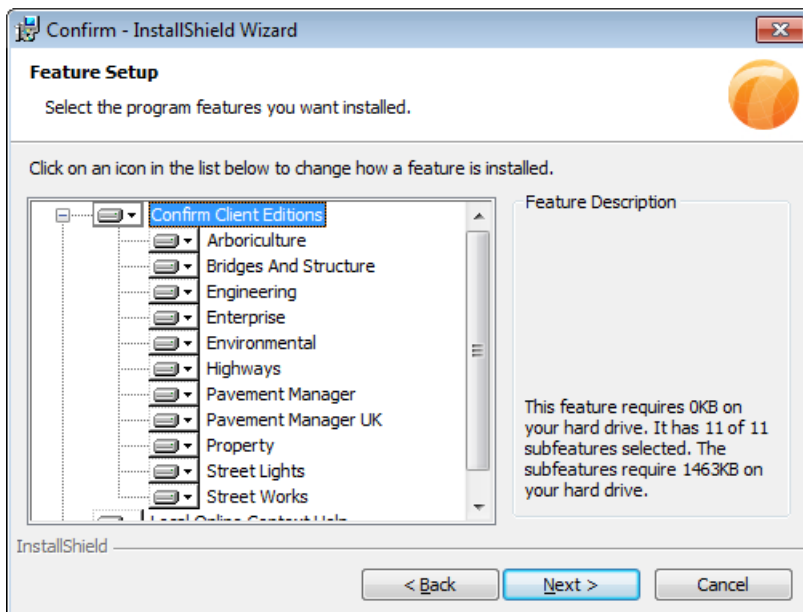 Confirm - InstallShield Wizard
Feature Setup
Select the program features you want installed.
Click on an icon in the list below to change how a feature is installed.
Confirm Client Editions
Arboriculture
Bridges And Structure
Engineering
Enterprise
Environmental
Highways
Pavement Manager
Pavement Manager UK
Property
Street Lights
Street Works
Local Online Context Help
Feature Description
This feature requires 0KB on
your hard drive. It has 11 of 11
subfeatures selected. The
subfeatures require 1463KB on
your hard drive.
InstallShield
< Back
Next >
Cancel